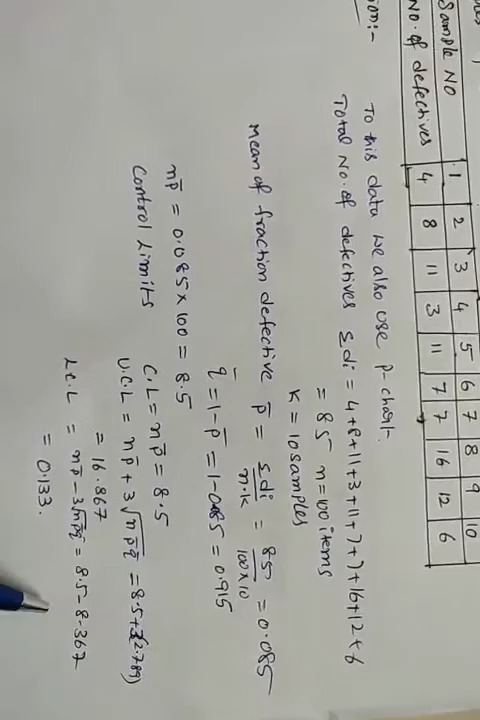 Sample No 1 2 3 4 5 6 7 8 9 10
No. of defectives 4 8 11 3 11 7 7 16 12 6
ion:-
To this data we also use p-chart.
Total No. of defectives Σdi = 4+8+11+3+11+7+7+16+12+6
= 85 n=100 items
K = 10 samples
Mean of fraction defective p̅ = Σdi / n.k = 85 / 100×10 = 0.085
q̅ = 1-p̅ = 1-0.085 = 0.915
np̅ = 0.085×100 = 8.5
Control Limits
C.L = np̅ = 8.5
U.C.L = np̅ + 3√np̅q̅ = 8.5+3(2.789)
= 16.867
L.C.L = np̅ - 3√np̅q̅ = 8.5-8.367
= 0.133.